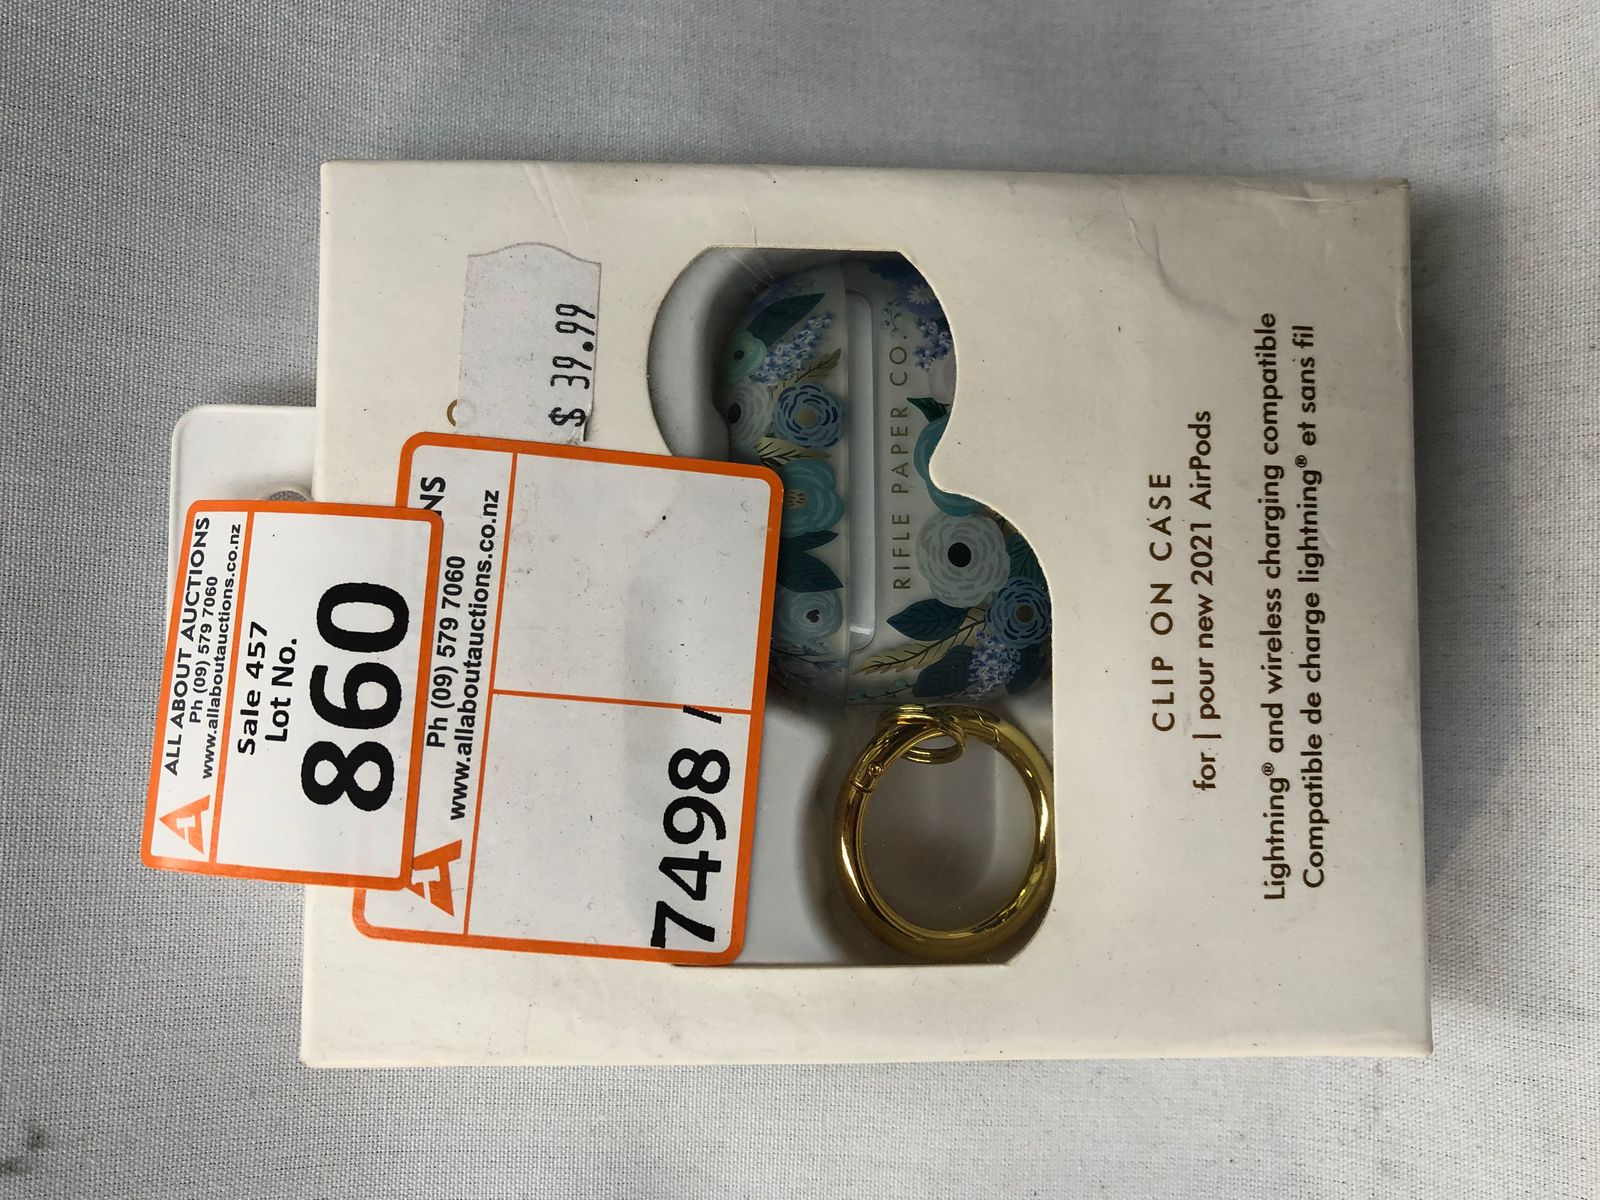 ALL ABOUT AUCTIONS
Ph (09) 579 7060
www.allaboutauctions.co.nz
Sale 457
Lot No.
860
NS
Ph (09) 579 7060
www.allaboutauctions.co.nz
7498 /
$ 39.99
RIFLE PAPER CO.
CLIP ON CASE
for | pour new 2021 AirPods
Lightning® and wireless charging compatible
Compatible de charge lightning® et sans fil